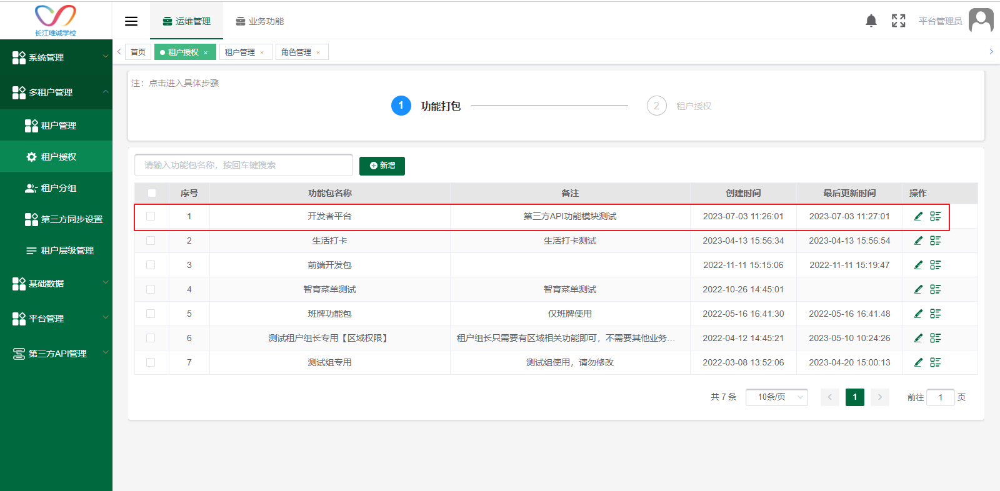 长江唯诚学校
运维管理
业务功能
平台管理员
首页
租户授权 ×
租户管理 ×
角色管理 ×
系统管理
多租户管理
租户管理
租户授权
租户分组
第三方同步设置
租户层级管理
基础数据
平台管理
第三方API管理
注：点击进入具体步骤
1 功能打包
2 租户授权
请输入功能包名称，按回车键搜索
新增
序号 功能包名称 备注 创建时间 最后更新时间 操作
1 开发者平台 第三方API功能模块测试 2023-07-03 11:26:01 2023-07-03 11:27:01
2 生活打卡 生活打卡测试 2023-04-13 15:56:34 2023-04-13 15:56:54
3 前端开发包 2022-11-11 15:15:06 2022-11-11 15:19:47
4 智育菜单测试 智育菜单测试 2022-10-26 14:45:01
5 班牌功能包 仅班牌使用 2022-05-16 16:41:30 2022-05-16 16:41:48
6 测试租户组长专用【区域权限】 租户组长只需要有区域相关功能即可，不需要其他业务... 2022-04-12 14:45:21 2023-05-10 10:24:26
7 测试组专用 测试组使用，请勿修改 2022-03-08 13:52:06 2023-04-20 15:00:13
共 7 条 10条/页 1 前往 1 页